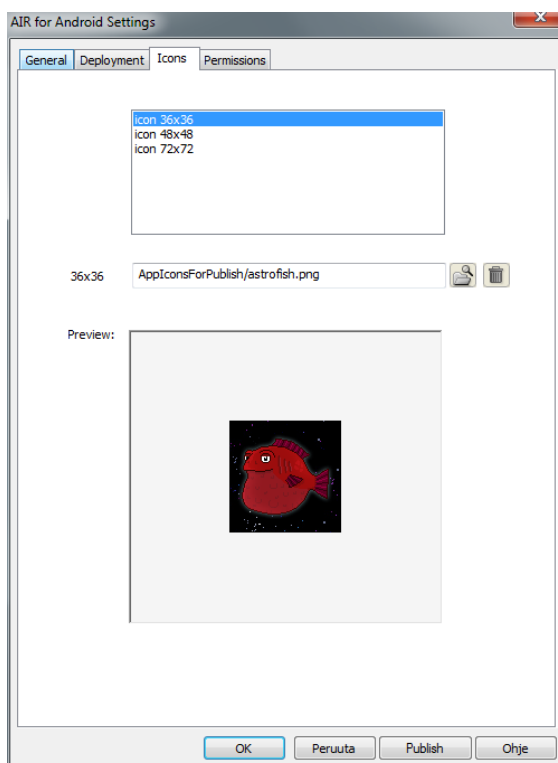 AIR for Android Settings
General Deployment Icons Permissions
icon 36x36
icon 48x48
icon 72x72
36x36 AppIconsForPublish/astrofish.png
Preview:
OK Peruuta Publish Ohje